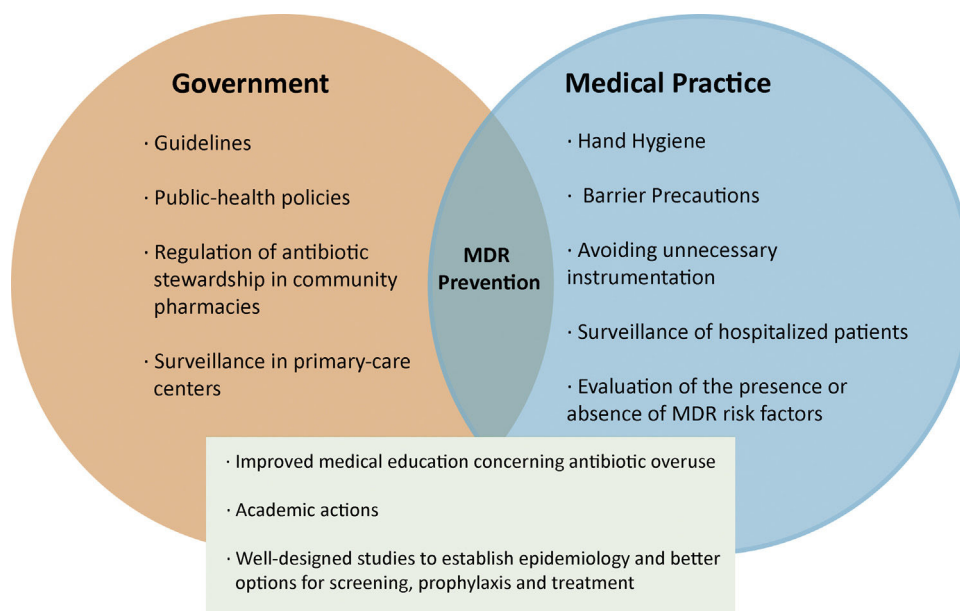 Government
· Guidelines
· Public-health policies
· Regulation of antibiotic
stewardship in community
pharmacies
· Surveillance in primary-care
centers
MDR
Prevention
Medical Practice
· Hand Hygiene
· Barrier Precautions
· Avoiding unnecessary
instrumentation
· Surveillance of hospitalized patients
· Evaluation of the presence or
absence of MDR risk factors
· Improved medical education concerning antibiotic overuse
· Academic actions
· Well-designed studies to establish epidemiology and better
options for screening, prophylaxis and treatment